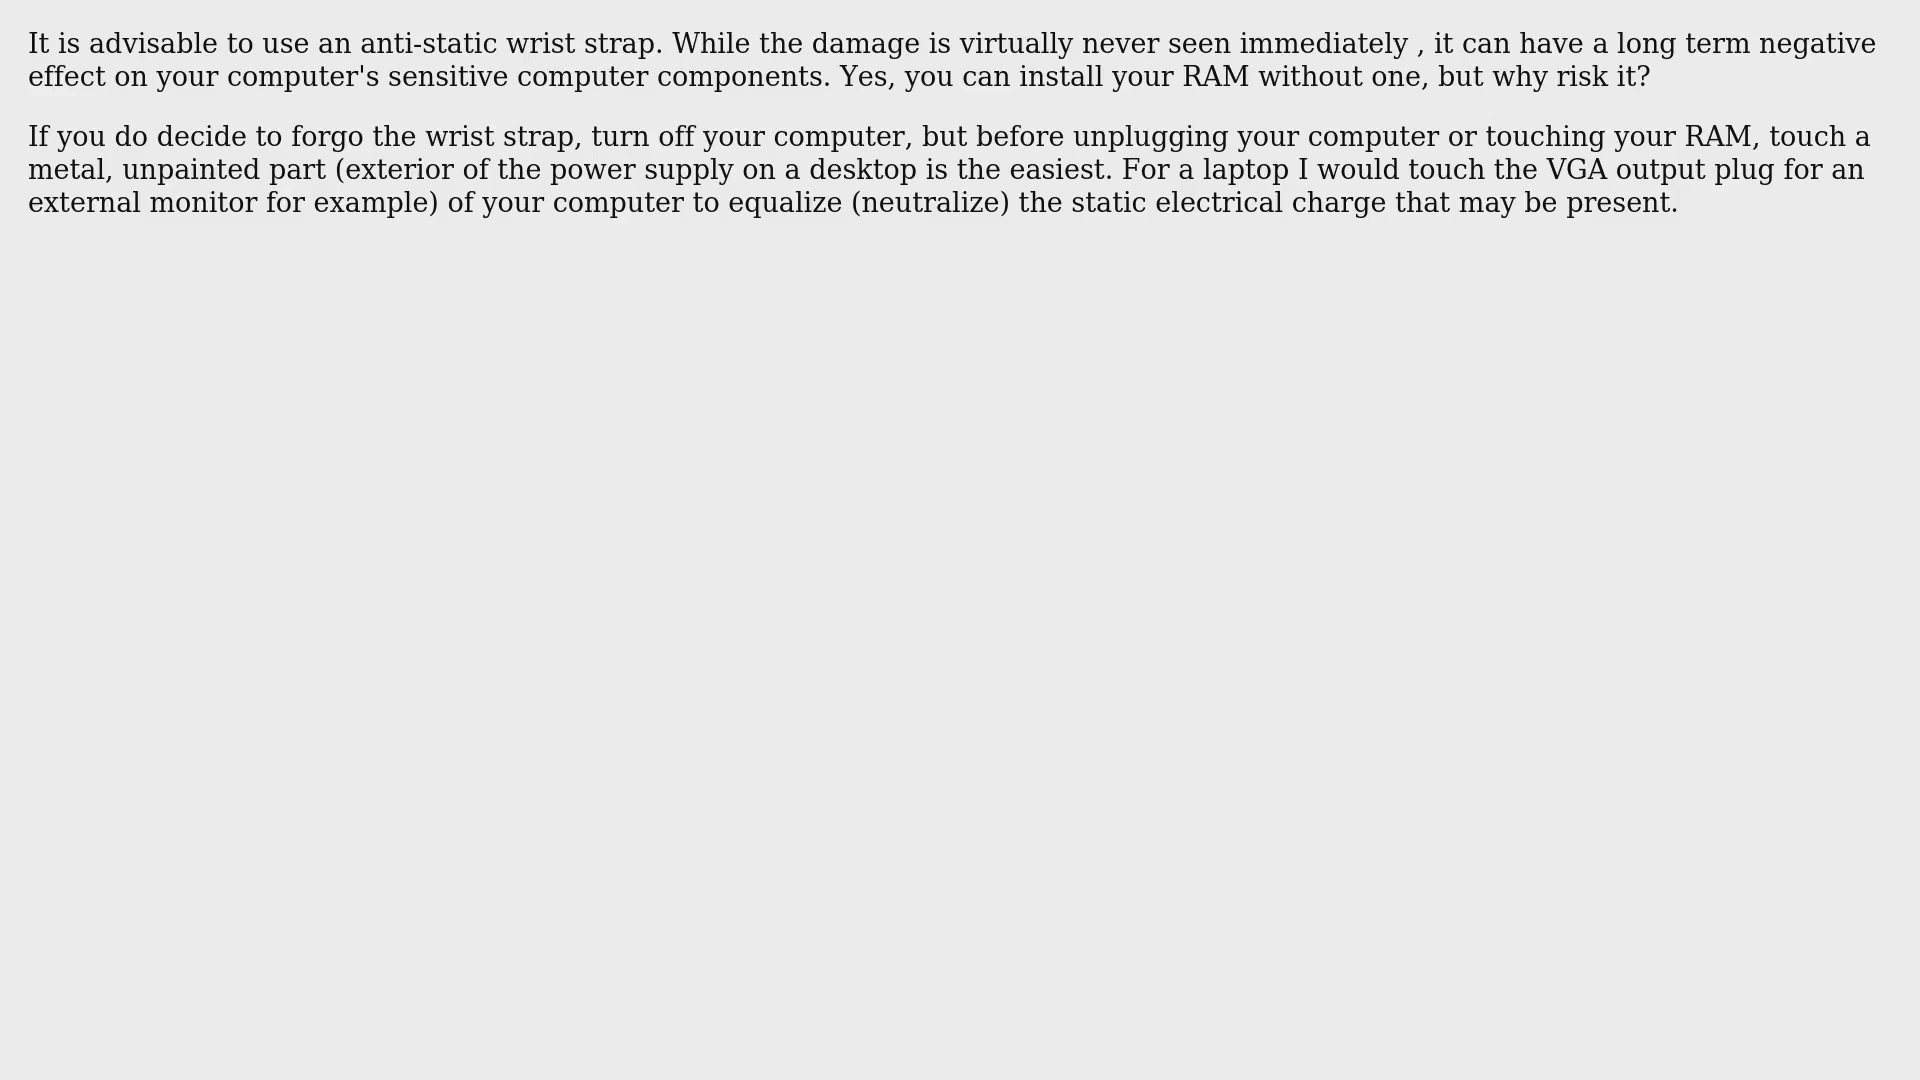 It is advisable to use an anti-static wrist strap. While the damage is virtually never seen immediately , it can have a long term negative
effect on your computer's sensitive computer components. Yes, you can install your RAM without one, but why risk it?
If you do decide to forgo the wrist strap, turn off your computer, but before unplugging your computer or touching your RAM, touch a
metal, unpainted part (exterior of the power supply on a desktop is the easiest. For a laptop I would touch the VGA output plug for an
external monitor for example) of your computer to equalize (neutralize) the static electrical charge that may be present.